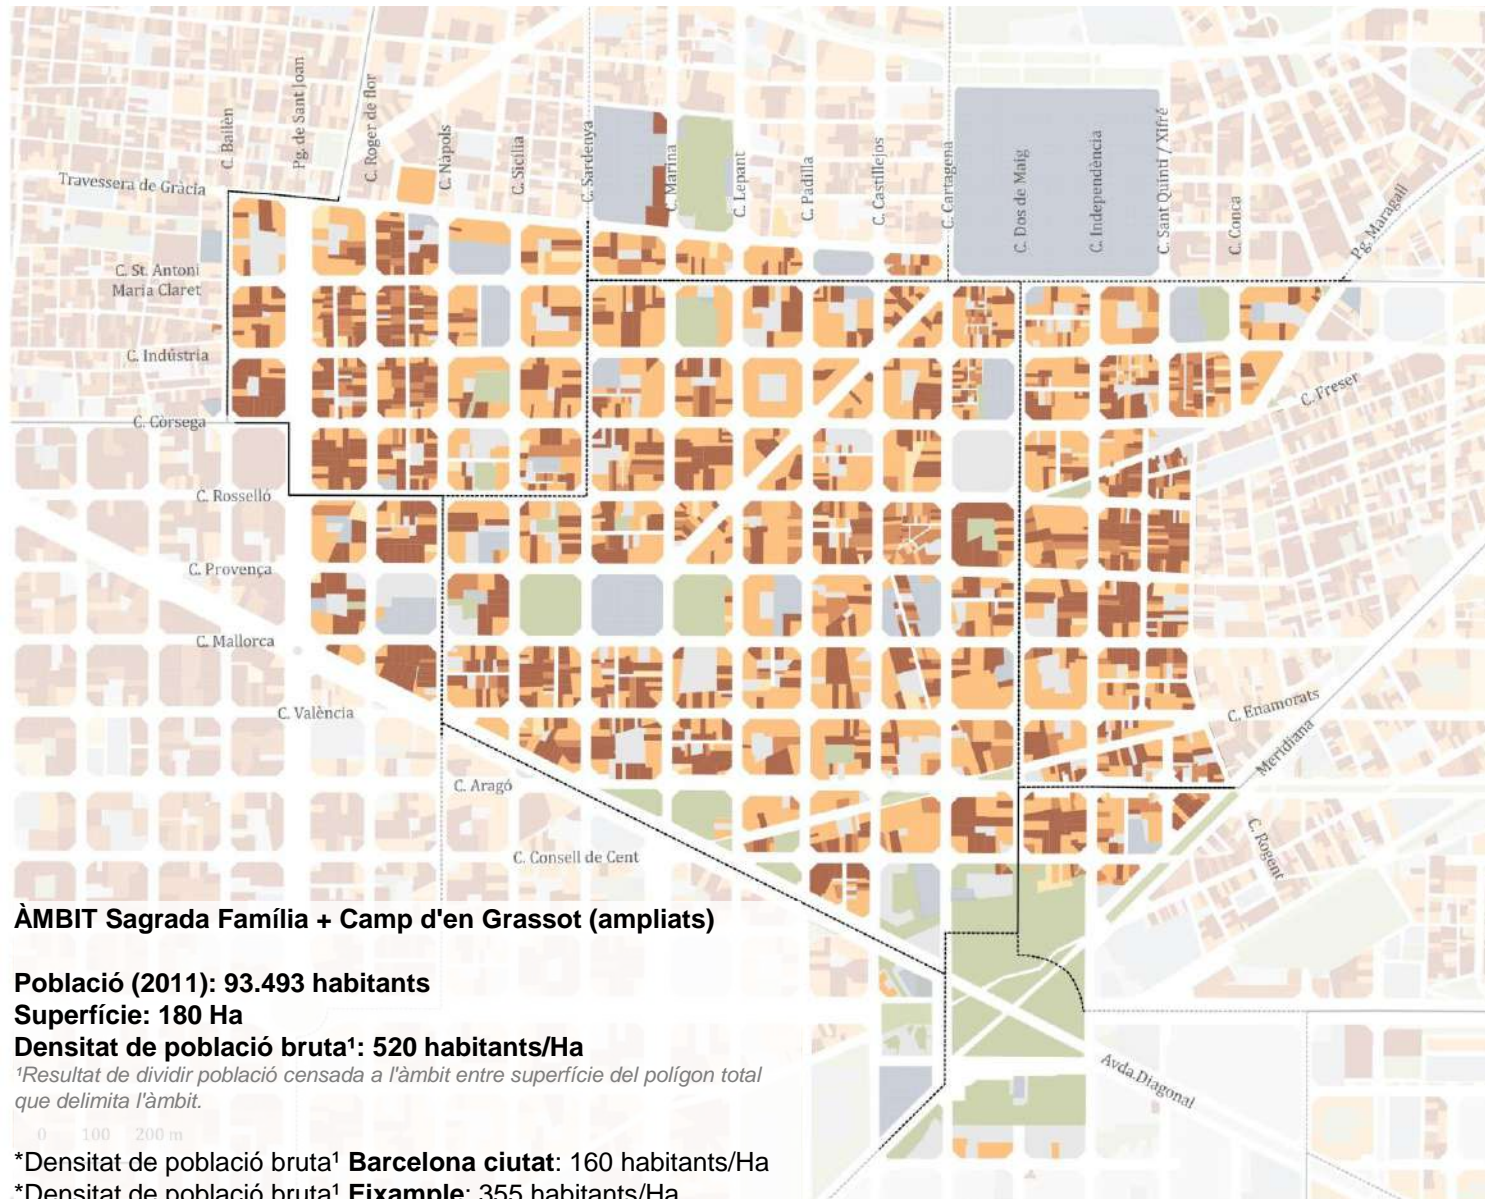 C. Bailèn
Pg. de Sant Joan
C. Roger de flor
C. Nàpols
C. Sicília
C. Sardenya
C. Marina
C. Lepant
C. Padilla
C. Castillejos
C. Cartagena
C. Dos de Maig
C. Independència
C. Sant Quintí / Xifré
C. Conca
Pg. Maragall
Travessera de Gràcia
C. St. Antoni
Maria Claret
C. Indústria
C. Freser
C. Còrsega
C. Rosselló
C. Provença
C. Mallorca
C. València
C. Enamorats
Meridiana
C. Aragó
C. Rogent
C. Consell de Cent
Avda.Diagonal
ÀMBIT Sagrada Família + Camp d'en Grassot (ampliats)
Població (2011): 93.493 habitants
Superfície: 180 Ha
Densitat de població bruta¹: 520 habitants/Ha
¹Resultat de dividir població censada a l'àmbit entre superfície del polígon total
que delimita l'àmbit.
0 100 200 m
*Densitat de població bruta¹ Barcelona ciutat: 160 habitants/Ha
*Densitat de població bruta¹ Eixample: 355 habitants/Ha